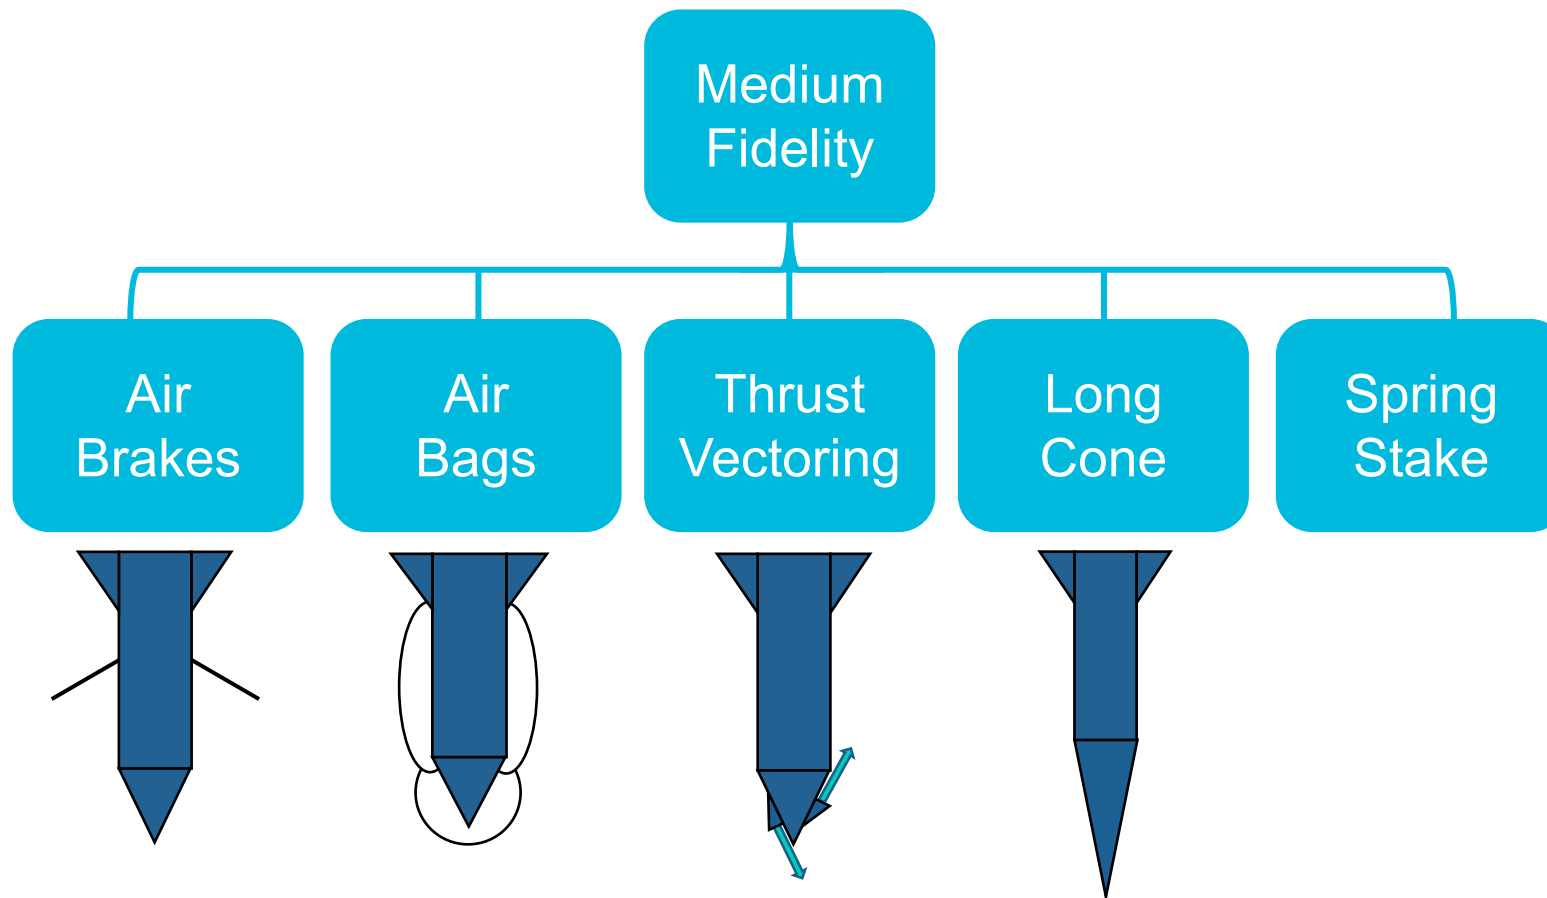 Medium
Fidelity
Air
Brakes
Air
Bags
Thrust
Vectoring
Long
Cone
Spring
Stake